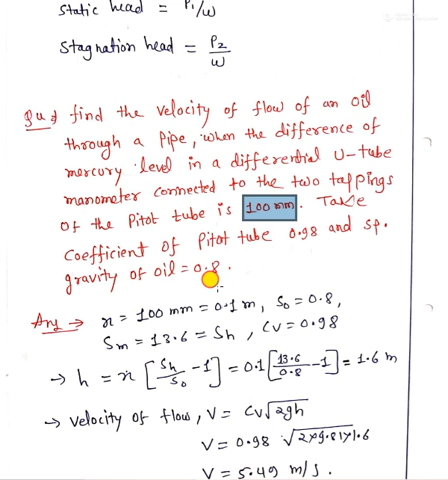 Static head = P1/ω
Stagnation head = P2/ω
Qu → find the velocity of flow of an oil
through a Pipe, when the difference of
mercury level in a differential U-tube
manometer connected to the two tappings
of the Pitot tube is 100 mm. Take
Coefficient of Pitot tube 0.98 and sp.
gravity of oil = 0.8.
Ans → x = 100 mm = 0.1 m, So = 0.8,
Sm = 13.6 = Sh, Cv = 0.98
→ h = x [Sh/So - 1] = 0.1 [13.6/0.8 - 1] = 1.6 m
→ velocity of flow, V = Cv√2gh
V = 0.98 √2×9.81×1.6
V = 5.49 m/s.